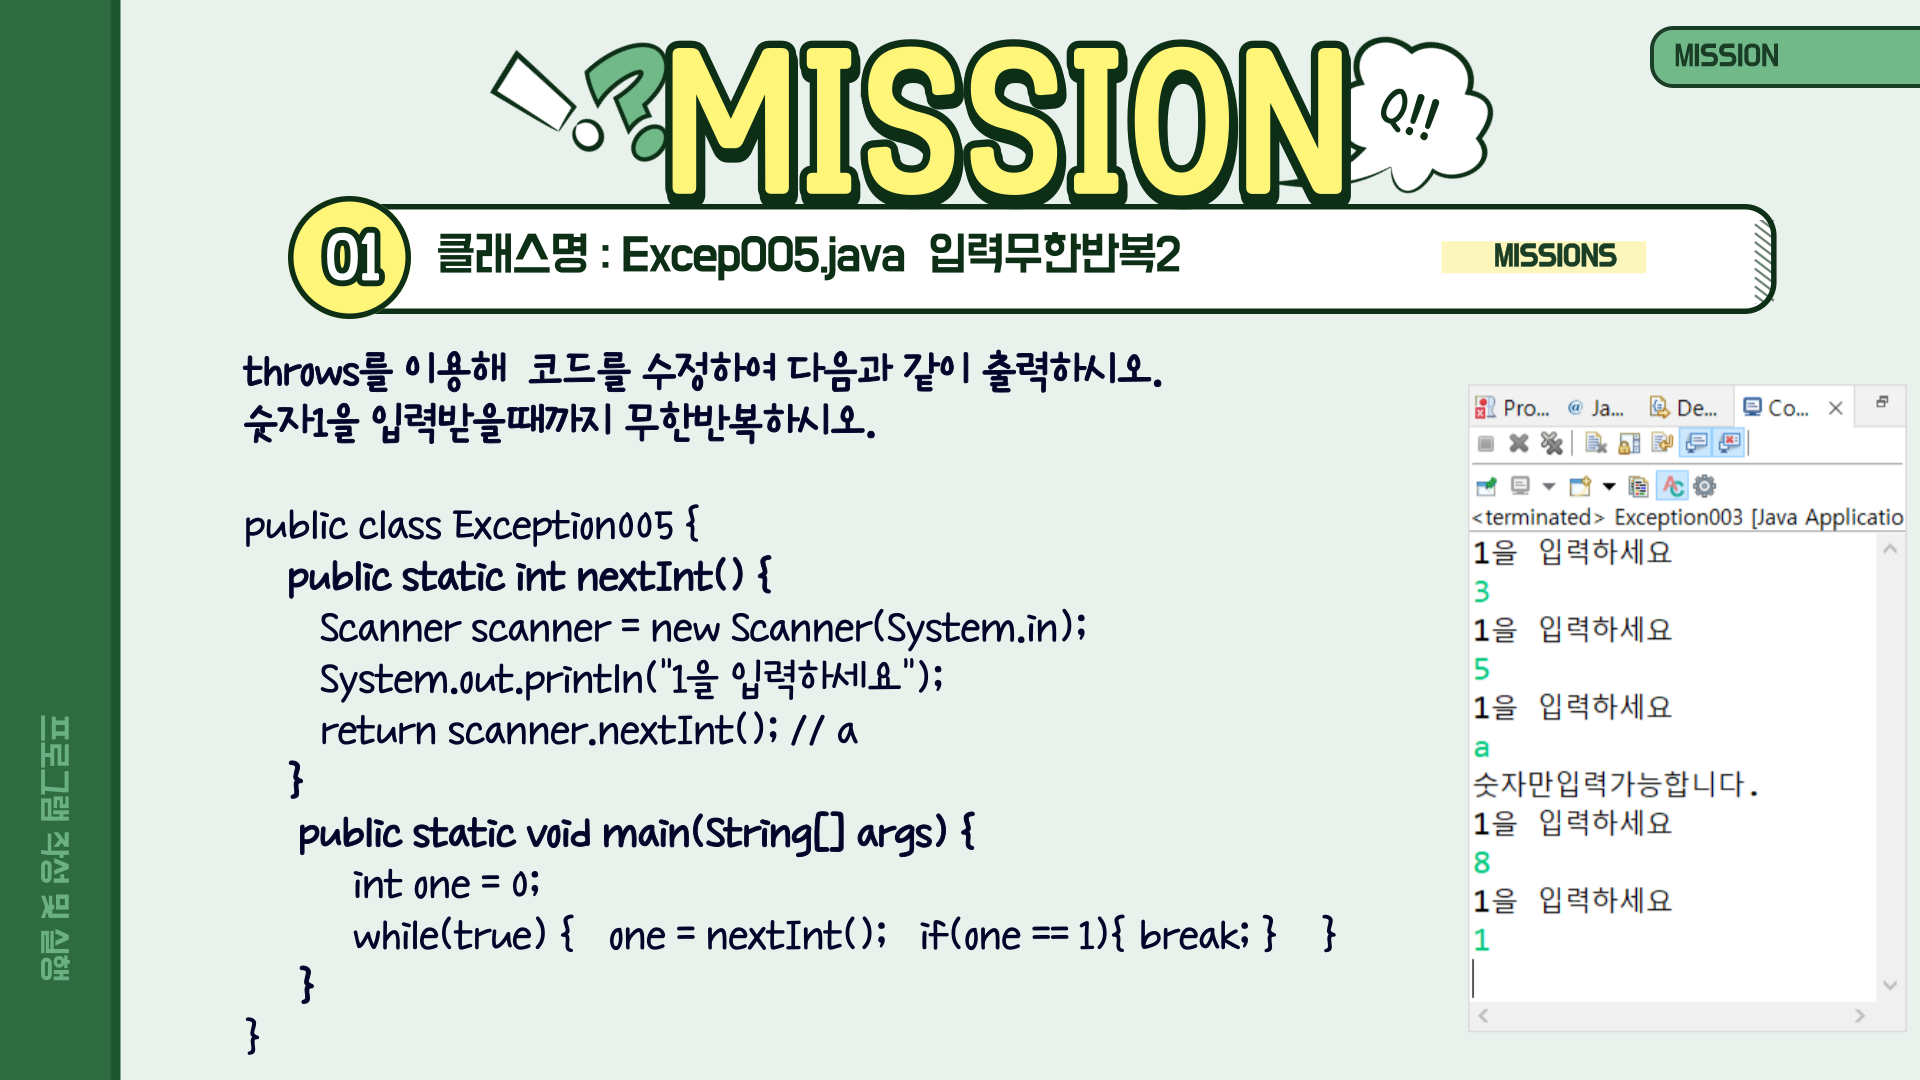 MISSION
MISSION
Q!!
01
클래스명 : Excep005.java 입력무한반복2
MISSIONS
throws를 이용해 코드를 수정하여 다음과 같이 출력하시오.
숫자1을 입력받을때까지 무한반복하시오.
public class Exception005 {
public static int nextInt() {
Scanner scanner = new Scanner(System.in);
System.out.println("1을 입력하세요");
return scanner.nextInt(); // a
}
public static void main(String[] args) {
int one = 0;
while(true) { one = nextInt(); if(one == 1){ break; } }
}
}
Pro... @ Ja... De... Co...
<terminated> Exception003 [Java Applicatio
1을 입력하세요
3
1을 입력하세요
5
1을 입력하세요
a
숫자만입력가능합니다.
1을 입력하세요
8
1을 입력하세요
1
프로그램 작성 및 실행